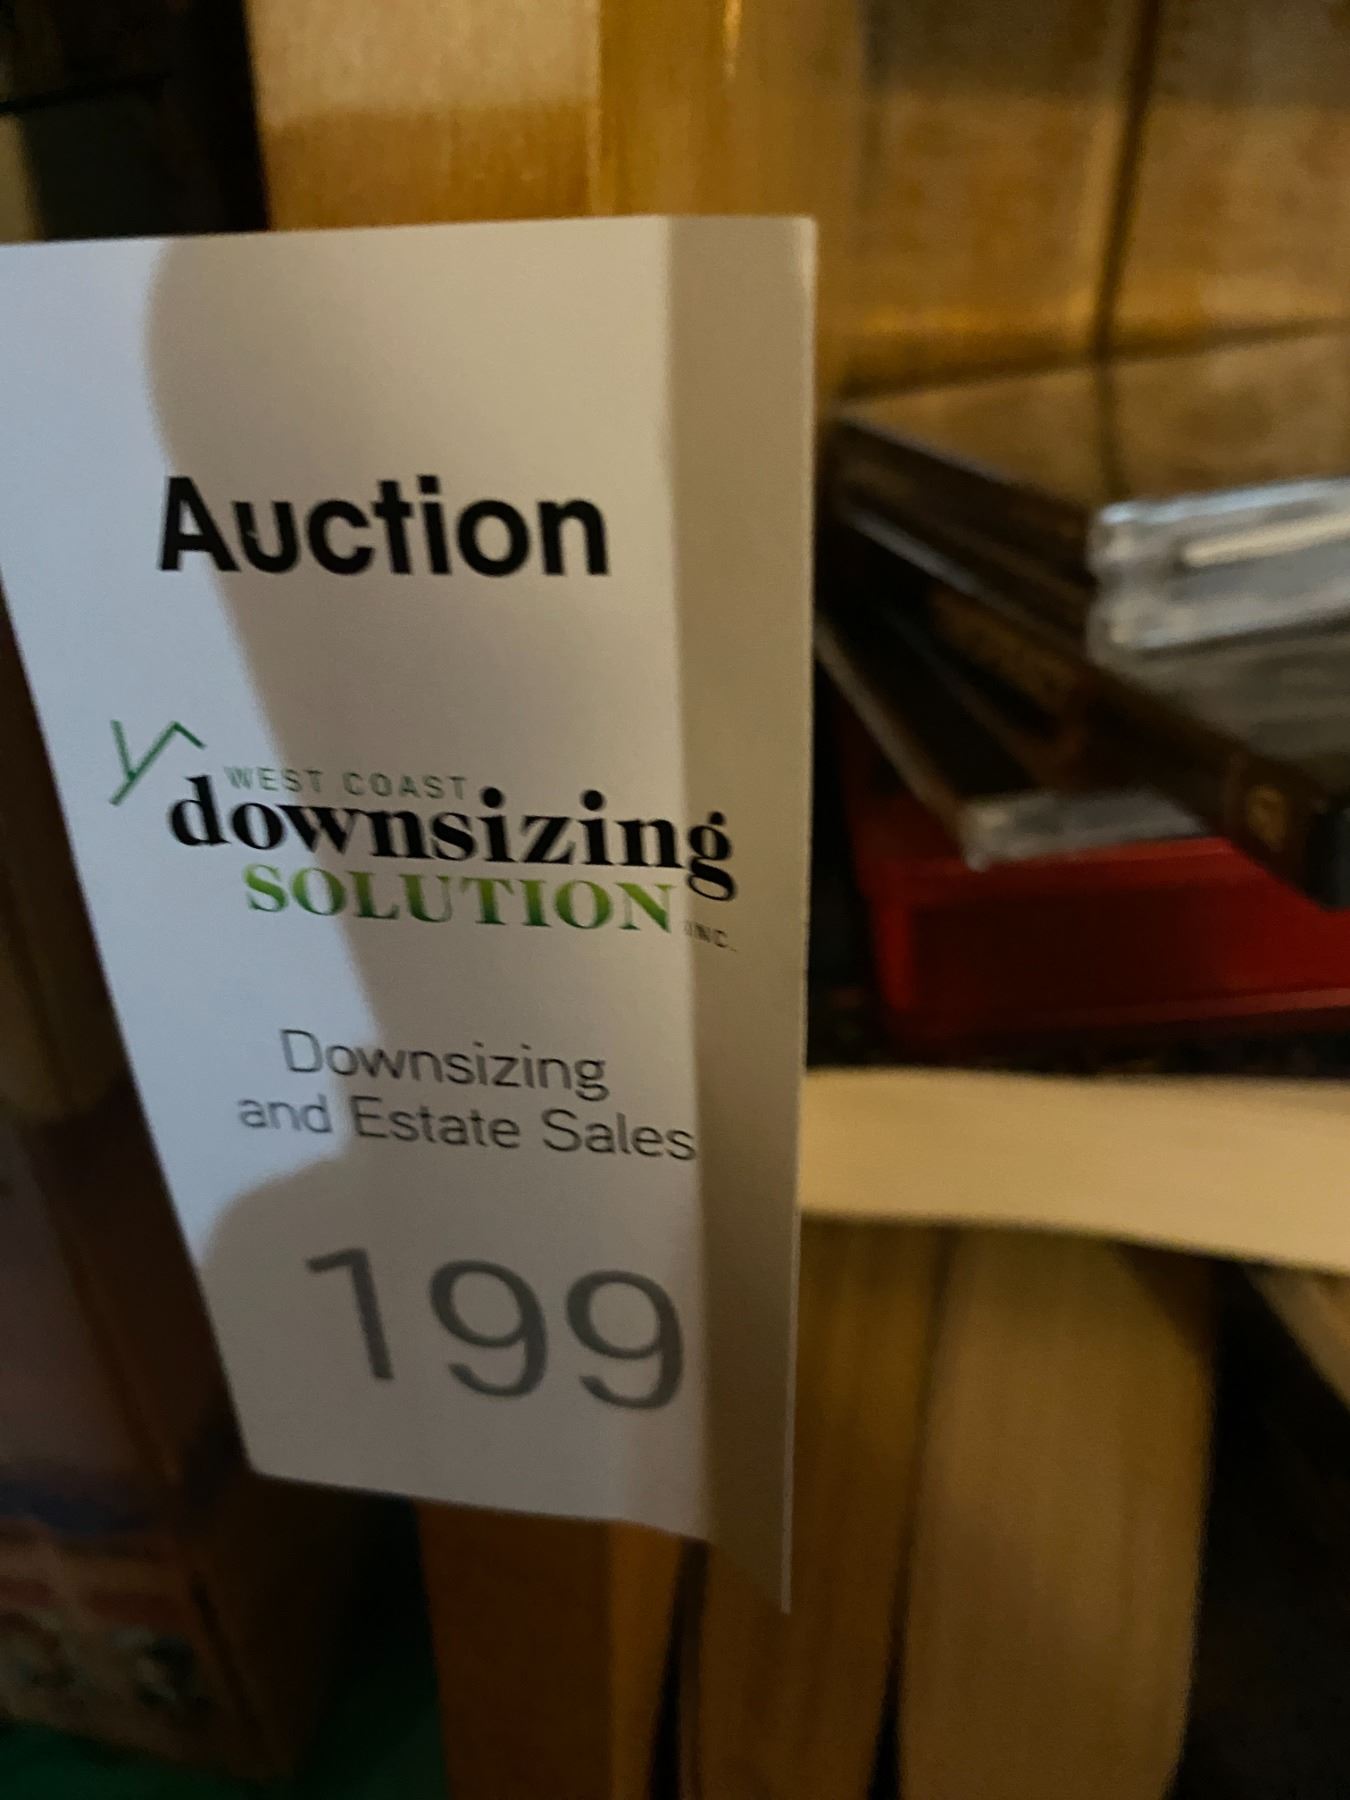 Auction
WEST COAST
downsizing
SOLUTION INC.
Downsizing
and Estate Sales
199